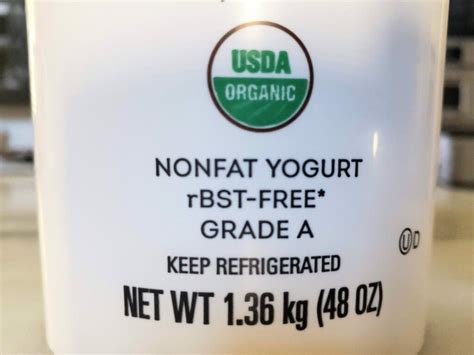 USDA
ORGANIC
NONFAT YOGURT
rBST-FREE*
GRADE A
Ⓤ D
KEEP REFRIGERATED
NET WT 1.36 kg (48 OZ)